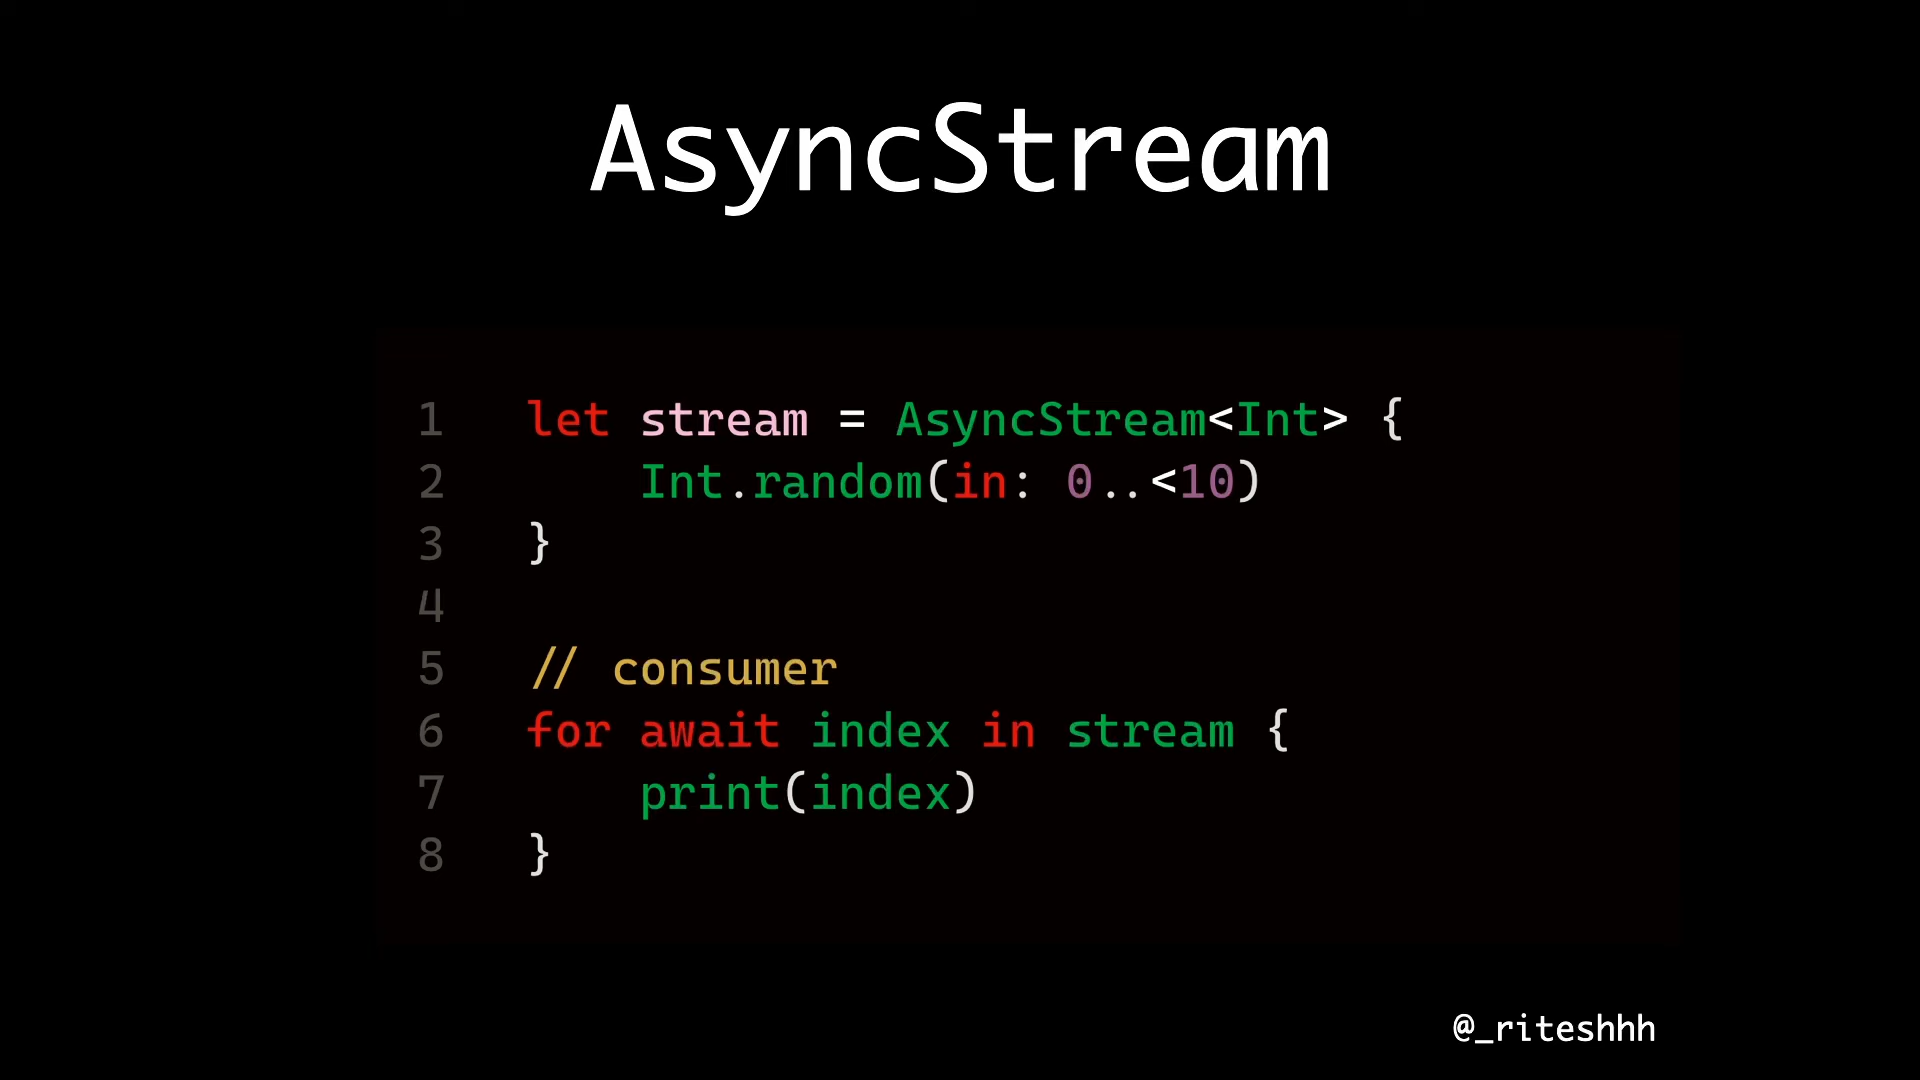 AsyncStream
1 let stream = AsyncStream<Int> {
2 Int.random(in: 0..<10)
3 }
4
5 // consumer
6 for await index in stream {
7 print(index)
8 }
@_riteshhh